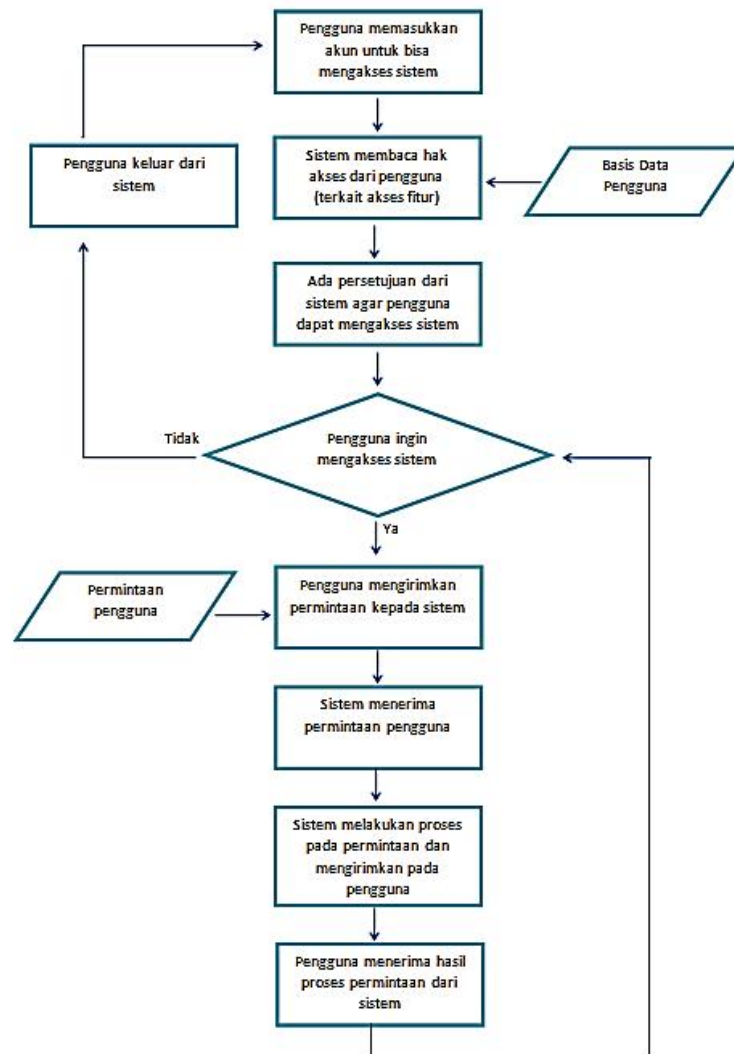 Pengguna memasukkan
akun untuk bisa
mengakses sistem
Pengguna keluar dari
sistem
Sistem membaca hak
akses dari pengguna
(terkait akses fitur)
Basis Data
Pengguna
Ada persetujuan dari
sistem agar pengguna
dapat mengakses sistem
Tidak
Pengguna ingin
mengakses sistem
Ya
Permintaan
pengguna
Pengguna mengirimkan
permintaan kepada sistem
Sistem menerima
permintaan pengguna
Sistem melakukan proses
pada permintaan dan
mengirimkan pada
pengguna
Pengguna menerima hasil
proses permintaan dari
sistem